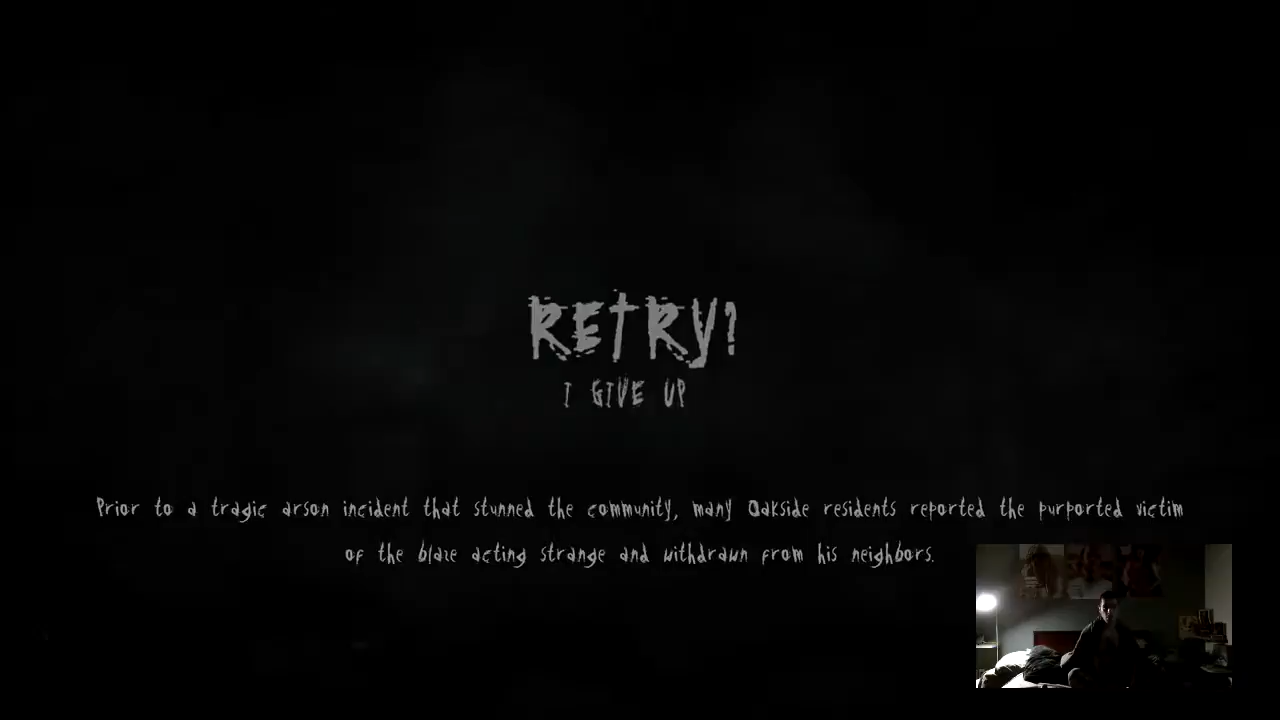 RETRY?
I GIVE UP
Prior to a tragic arson incident that stunned the community, many Oakside residents reported the purported victim
of the blaze acting strange and withdrawn from his neighbors.